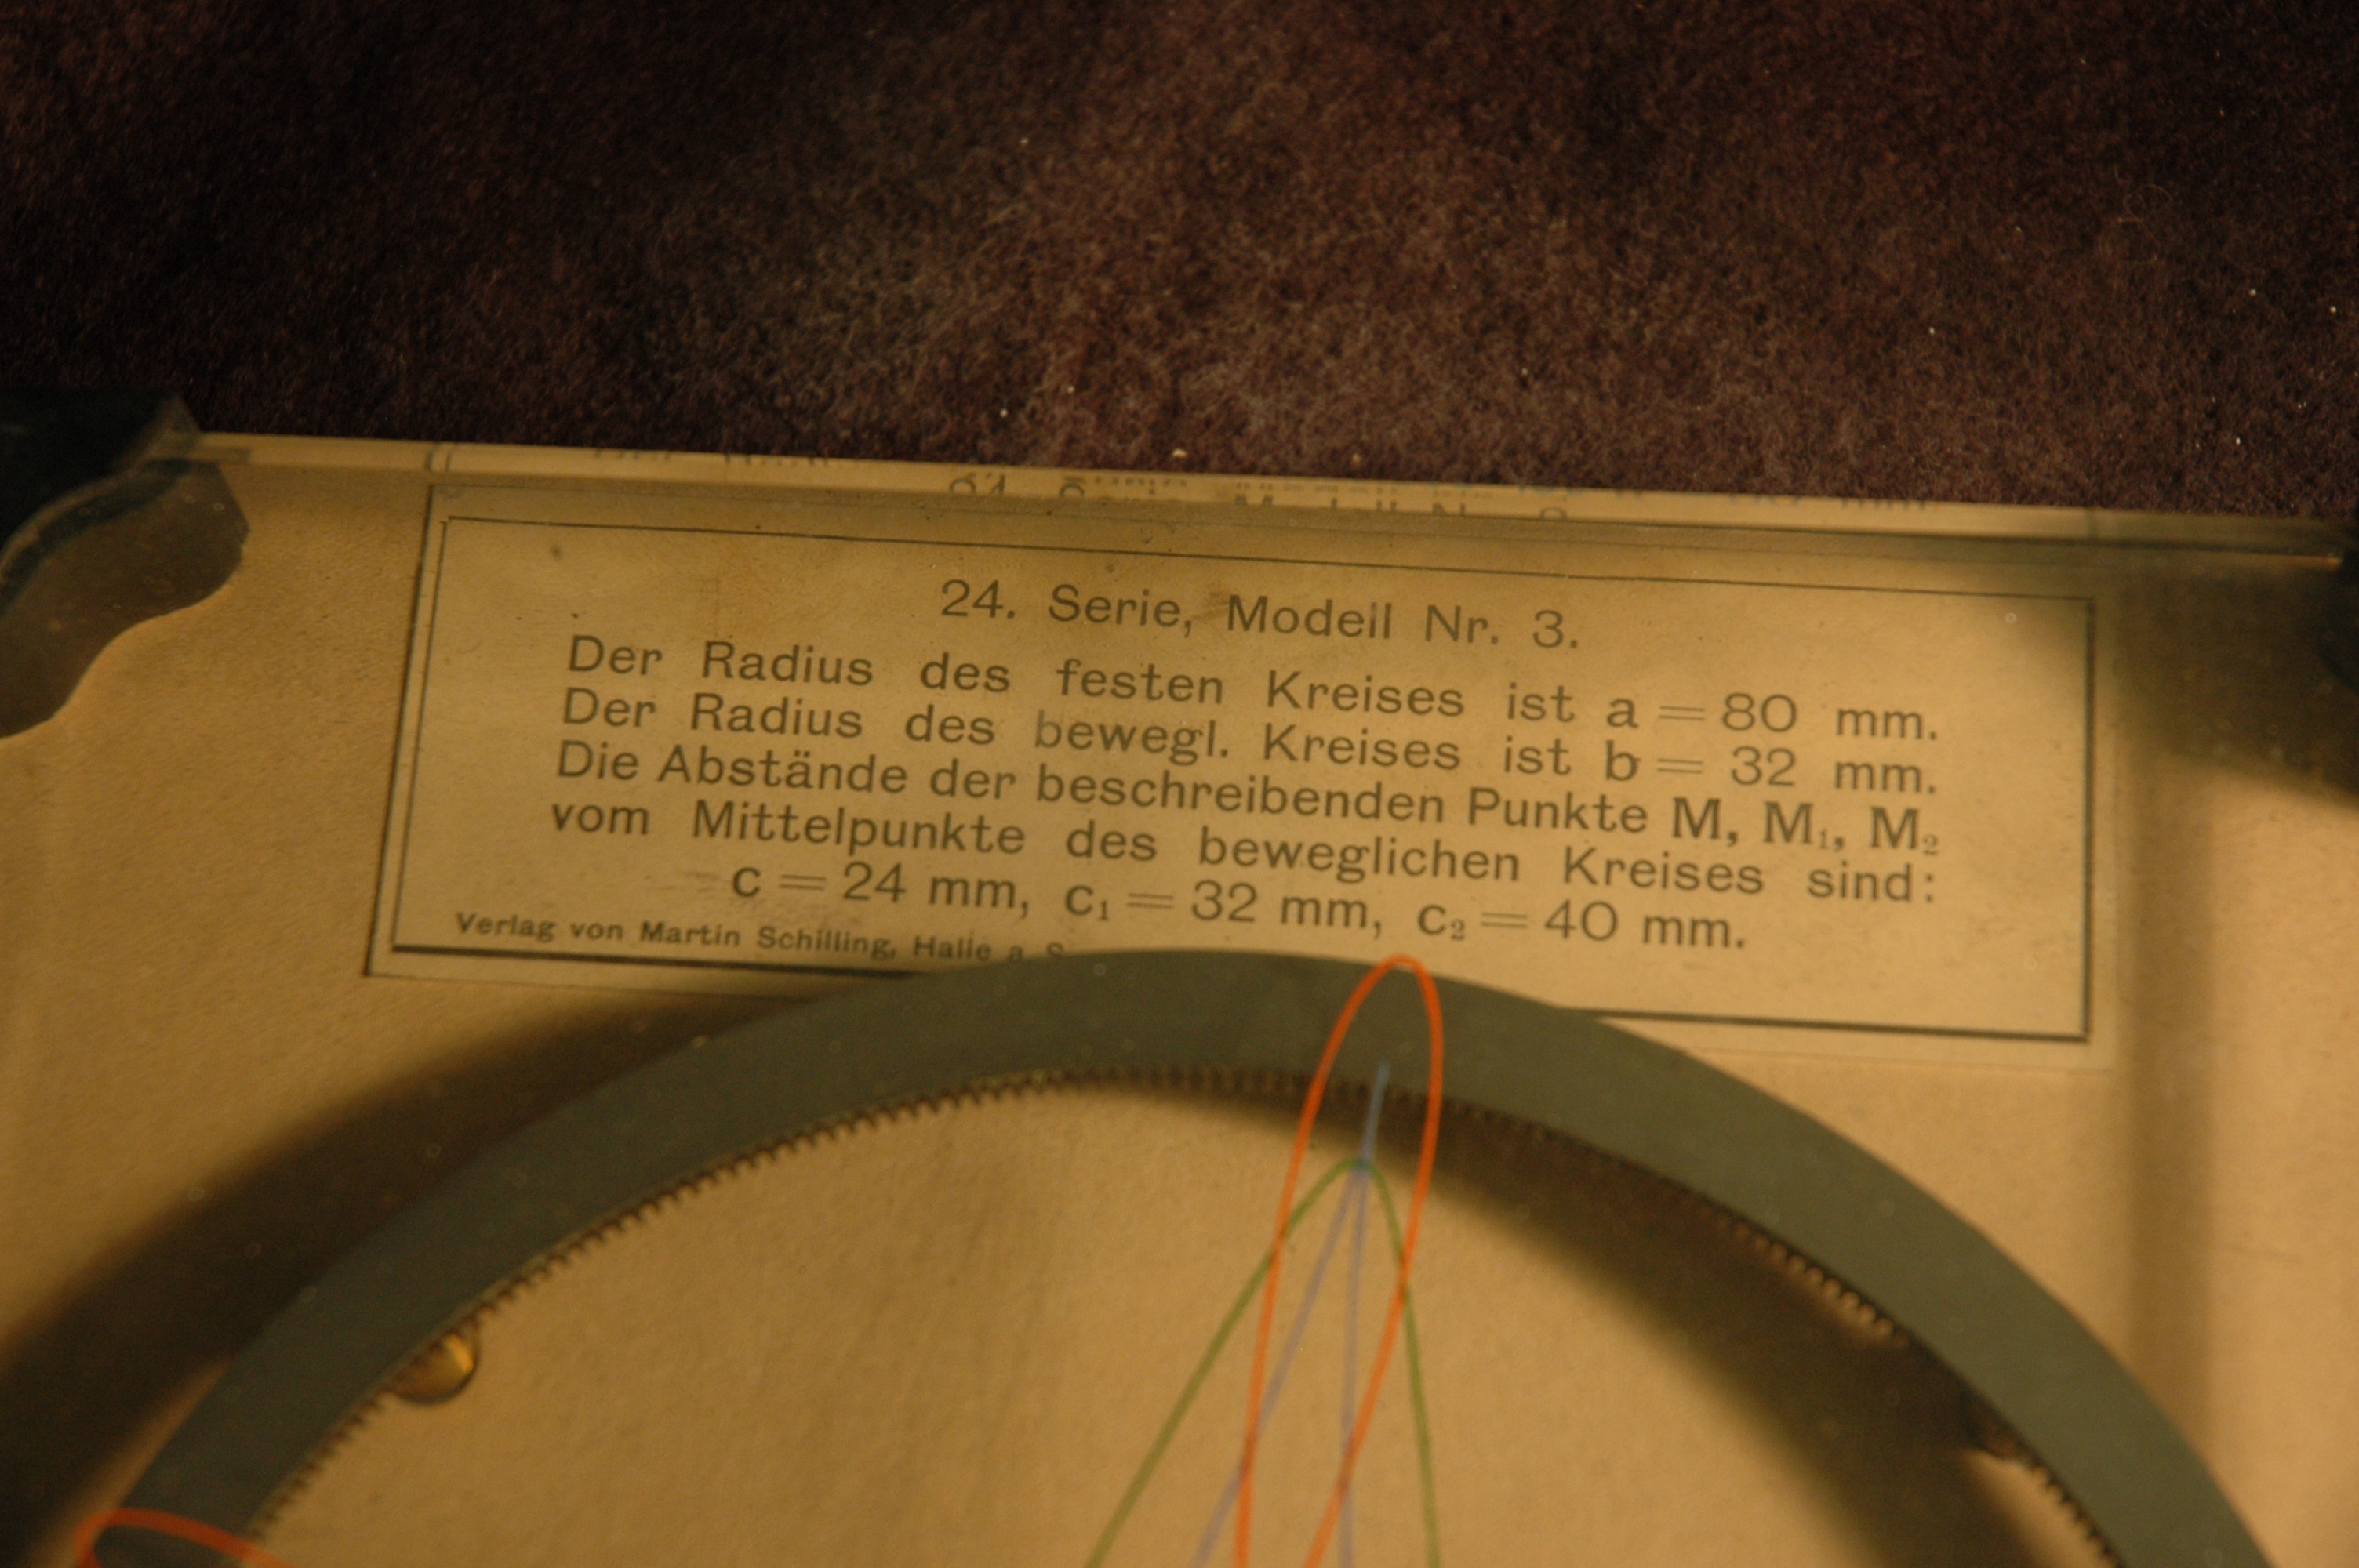 24. Serie, Modell Nr. 3.
Der Radius des festen Kreises ist a = 80 mm.
Der Radius des bewegl. Kreises ist b = 32 mm.
Die Abstände der beschreibenden Punkte M, M₁, M₂
vom Mittelpunkte des beweglichen Kreises sind:
c = 24 mm, c₁ = 32 mm, c₂ = 40 mm.
Verlag von Martin Schilling, Halle a